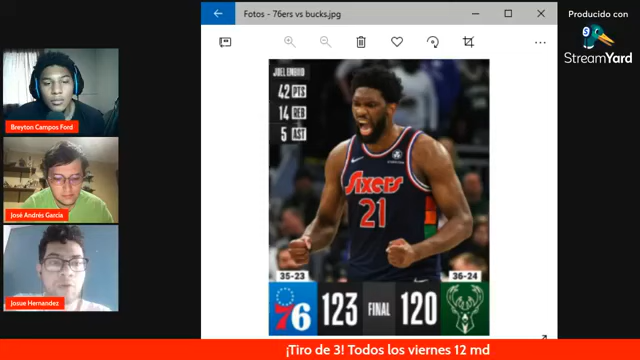 Fotos - 76ers vs bucks.jpg
Producido con
StreamYard
Breyton Campos Ford
José Andrés García
Josue Hernandez
JOEL EMBIID
42 PTS
14 REB
5 AST
SIXERS
21
35-23
36-24
76
123
FINAL
120
¡Tiro de 3! Todos los viernes 12 md